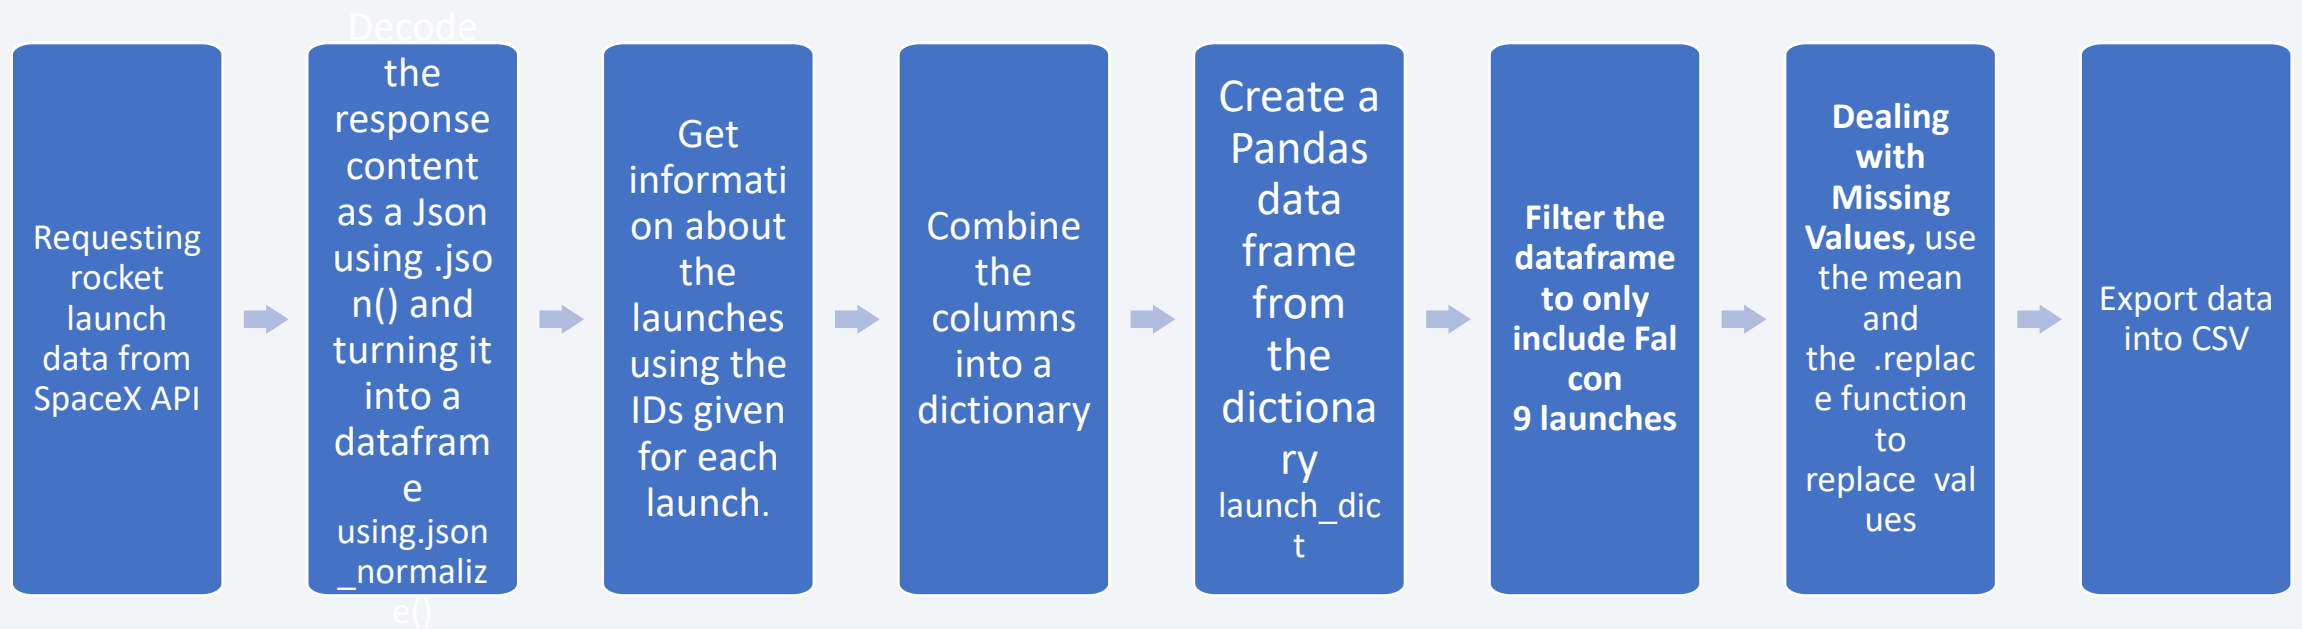 Requesting
rocket
launch
data from
SpaceX API
Decode
the
response
content
as a Json
using .jso
n() and
turning it
into a
datafram
e
using.json
_normaliz
e()
Get
informati
on about
the
launches
using the
IDs given
for each
launch.
Combine
the
columns
into a
dictionary
Create a
Pandas
data
frame
from
the
dictiona
ry
launch_dic
t
Filter the
dataframe
to only
include Fal
con
9 launches
Dealing
with
Missing
Values, use
the mean
and
the .replac
e function
to
replace val
ues
Export data
into CSV